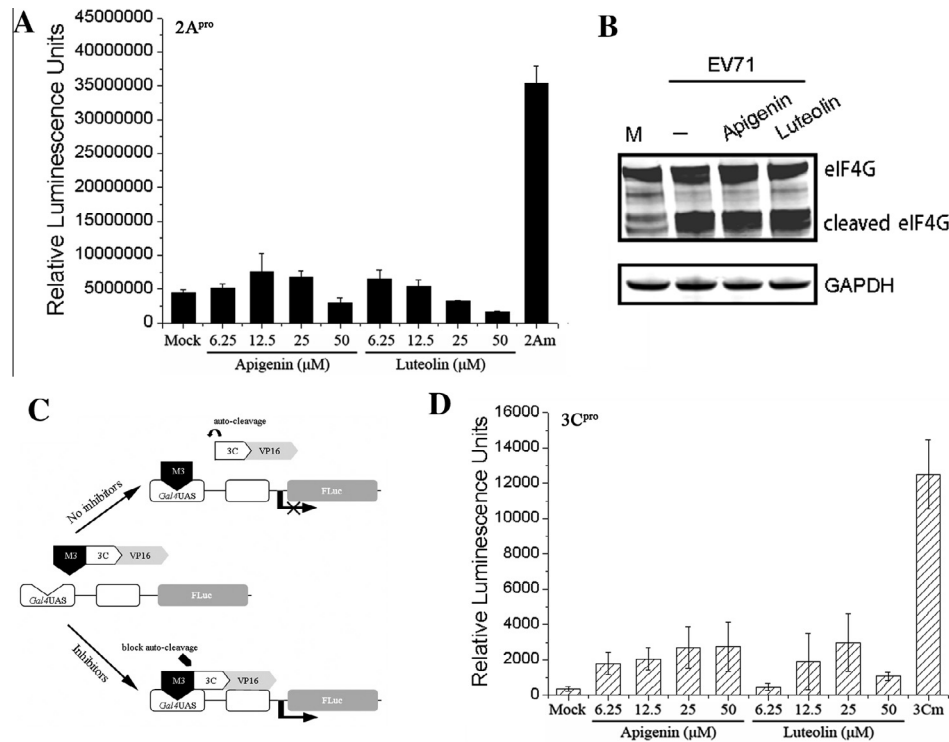 A
2Apro
Relative Luminescence Units
45000000
40000000
35000000
30000000
25000000
20000000
15000000
10000000
5000000
0
Mock 6.25 12.5 25 50 6.25 12.5 25 50 2Am
Apigenin (μM) Luteolin (μM)
B
EV71
M – Apigenin Luteolin
eIF4G
cleaved eIF4G
GAPDH
C
auto-cleavage
3C VP16
M3
Gal4UAS FLuc
No inhibitors
M3 3C VP16
Gal4UAS FLuc
Inhibitors
block auto-cleavage
M3 3C VP16
Gal4UAS FLuc
D
3Cpro
Relative Luminescence Units
16000
14000
12000
10000
8000
6000
4000
2000
0
Mock 6.25 12.5 25 50 6.25 12.5 25 50 3Cm
Apigenin (μM) Luteolin (μM)